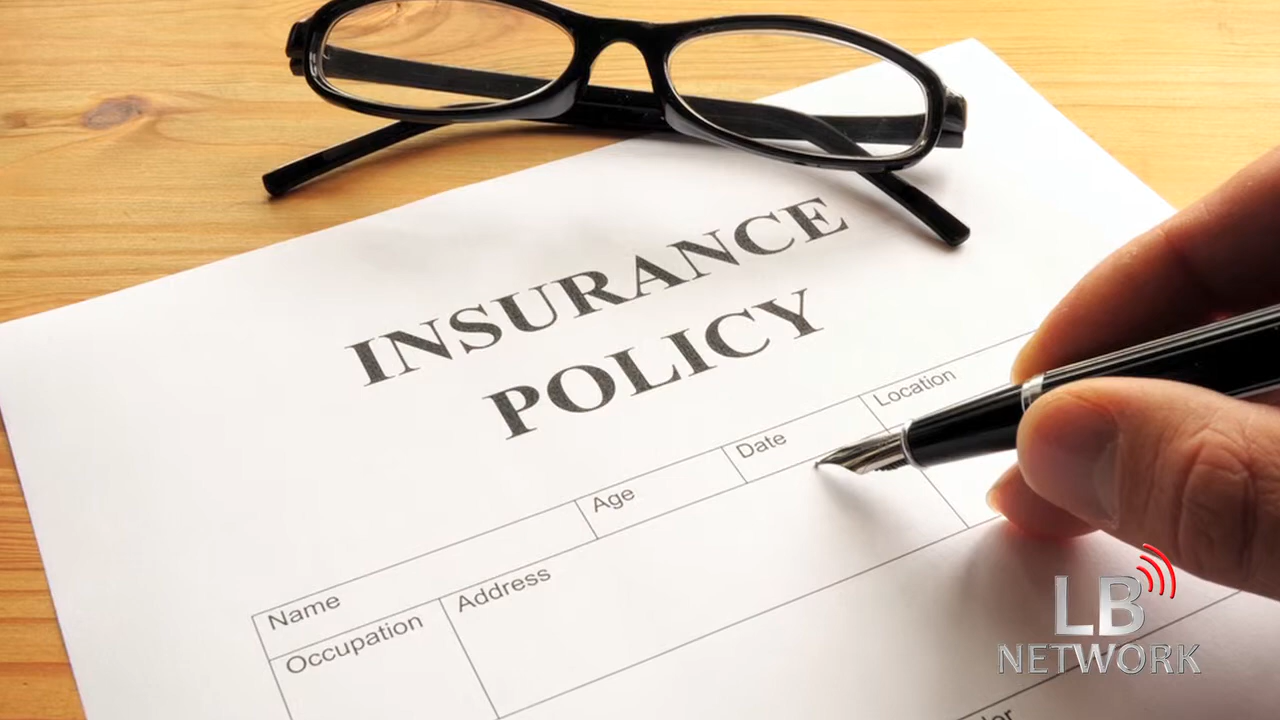 INSURANCE
POLICY
Name
Age
Date
Location
Occupation
Address
LB
NETWORK